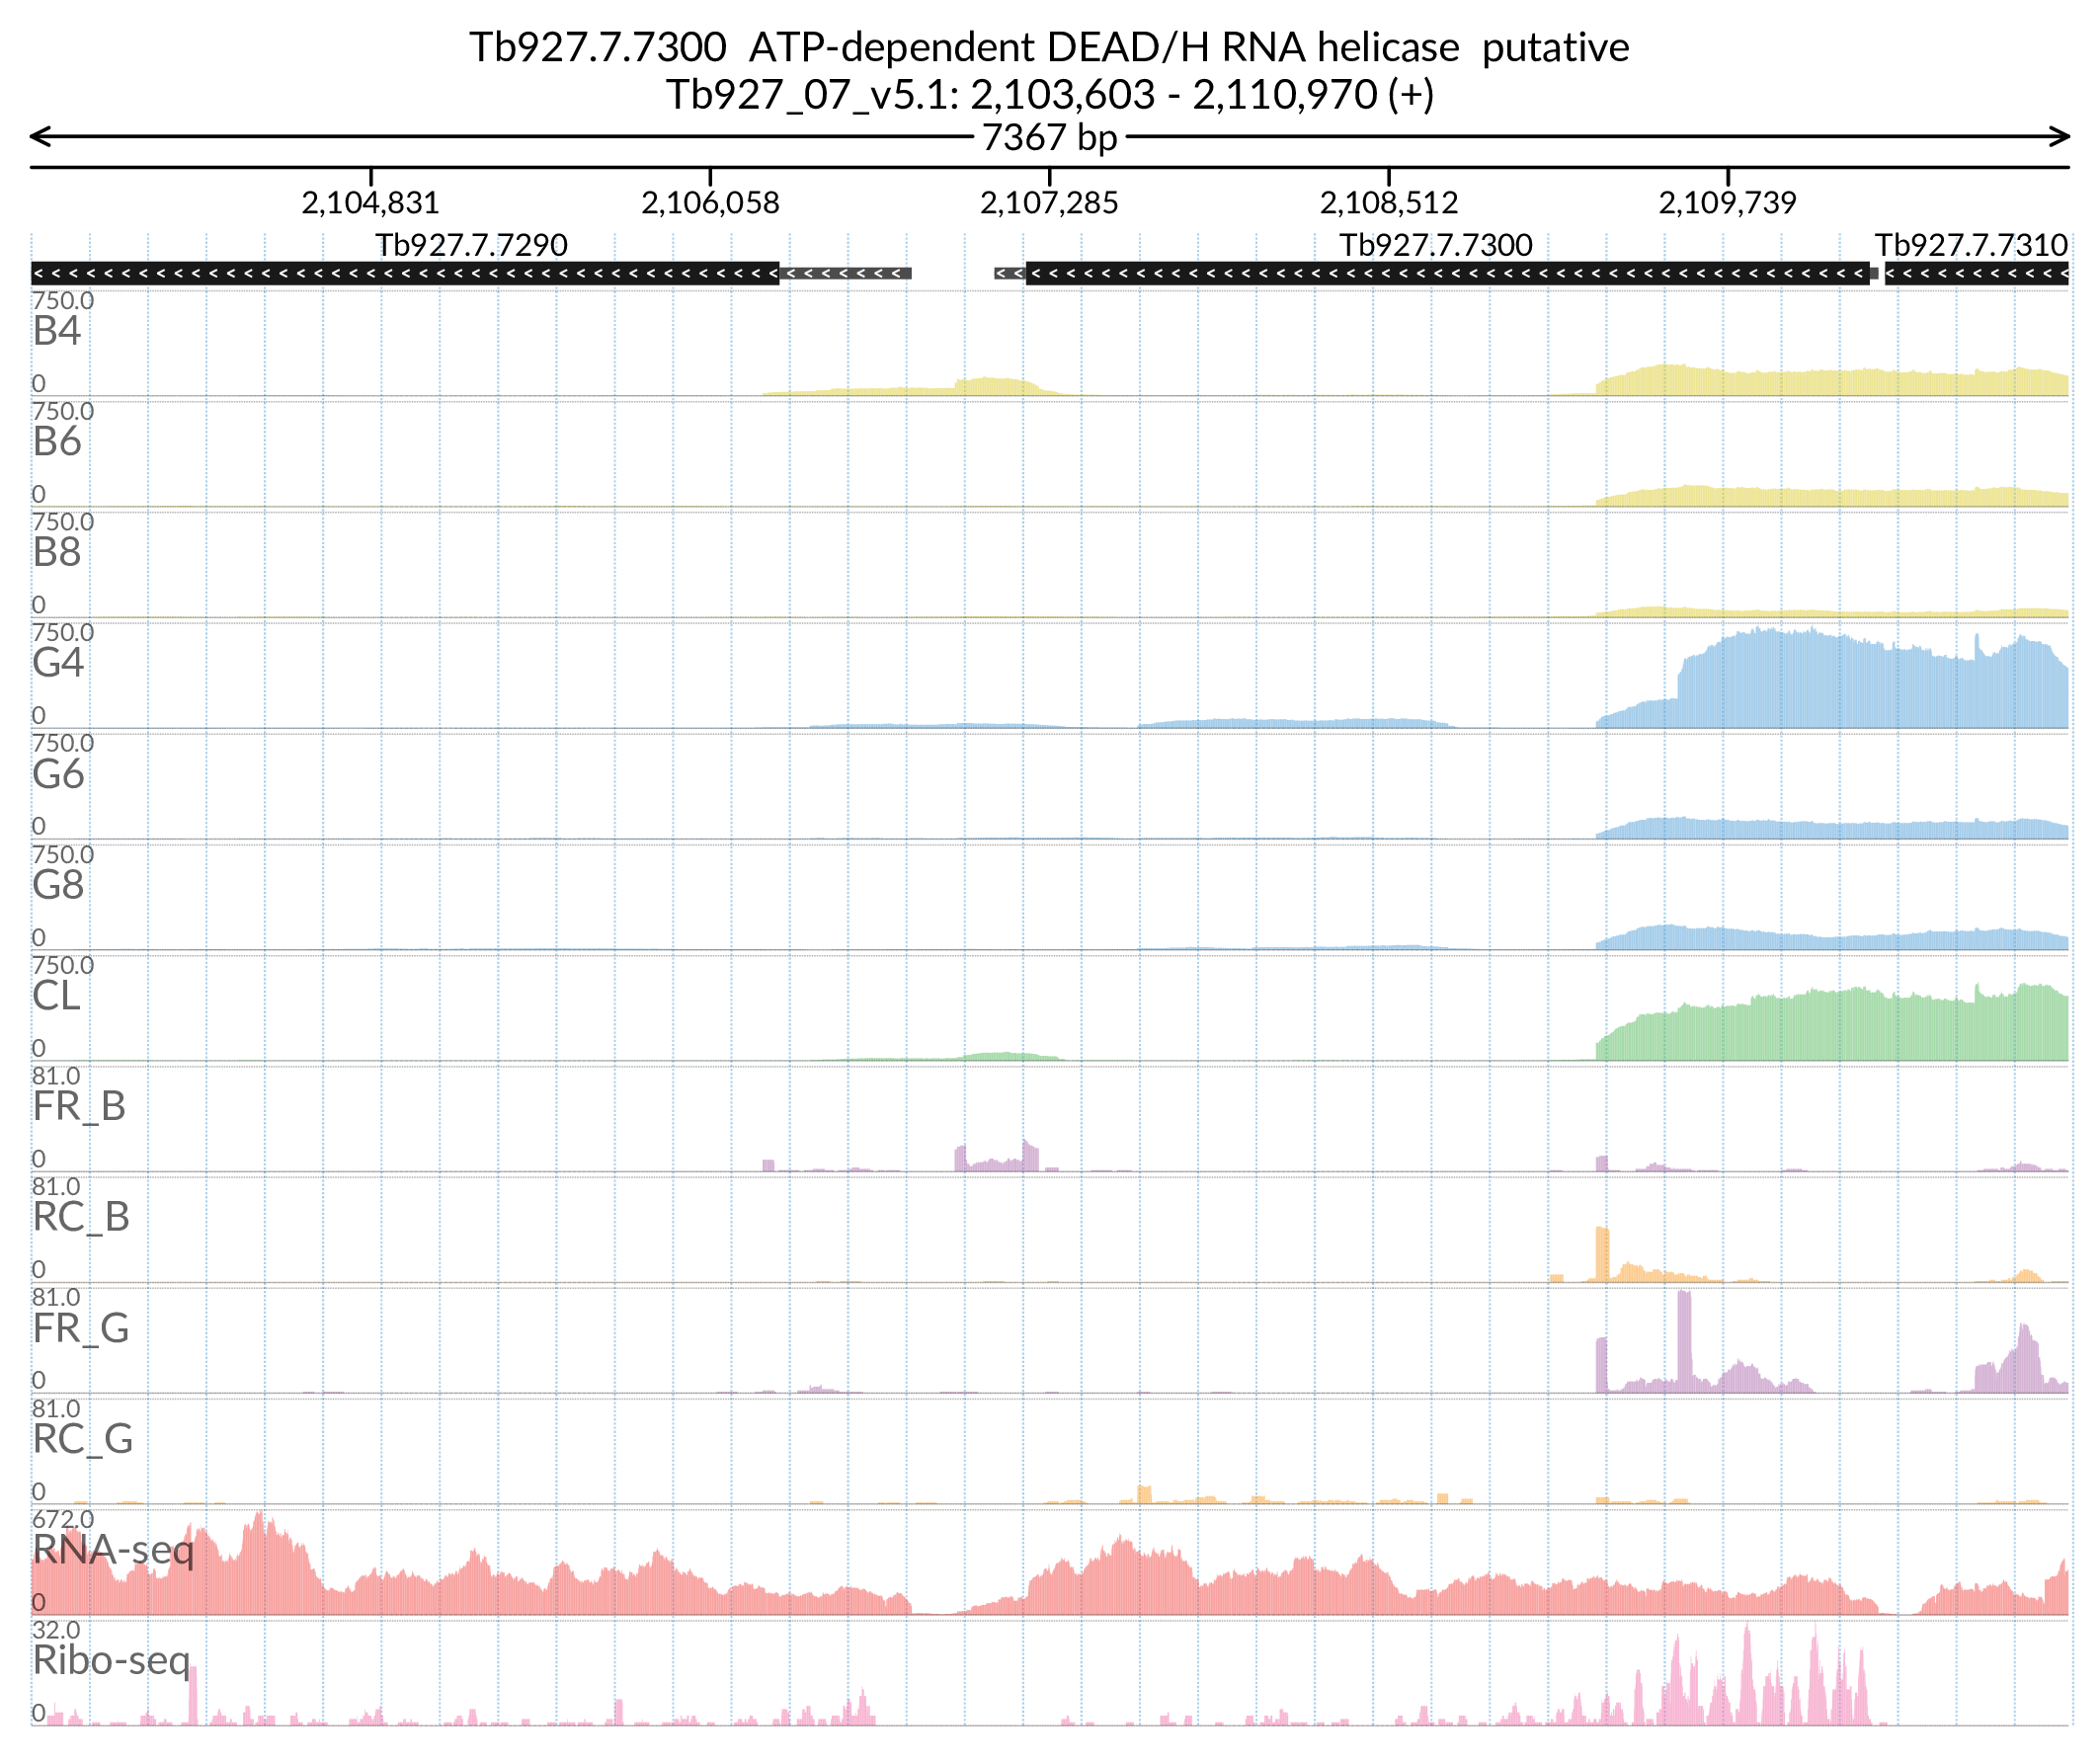 Tb927.7.7300  ATP-dependent DEAD/H RNA helicase  putative
Tb927_07_v5.1: 2,103,603 - 2,110,970 (+)
7367 bp
2,104,831 2,106,058 2,107,285 2,108,512 2,109,739
Tb927.7.7290 Tb927.7.7300 Tb927.7.7310
750.0
B4
0
750.0
B6
0
750.0
B8
0
750.0
G4
0
750.0
G6
0
750.0
G8
0
750.0
CL
0
81.0
FR_B
0
81.0
RC_B
0
81.0
FR_G
0
81.0
RC_G
0
672.0
RNA-seq
0
32.0
Ribo-seq
0